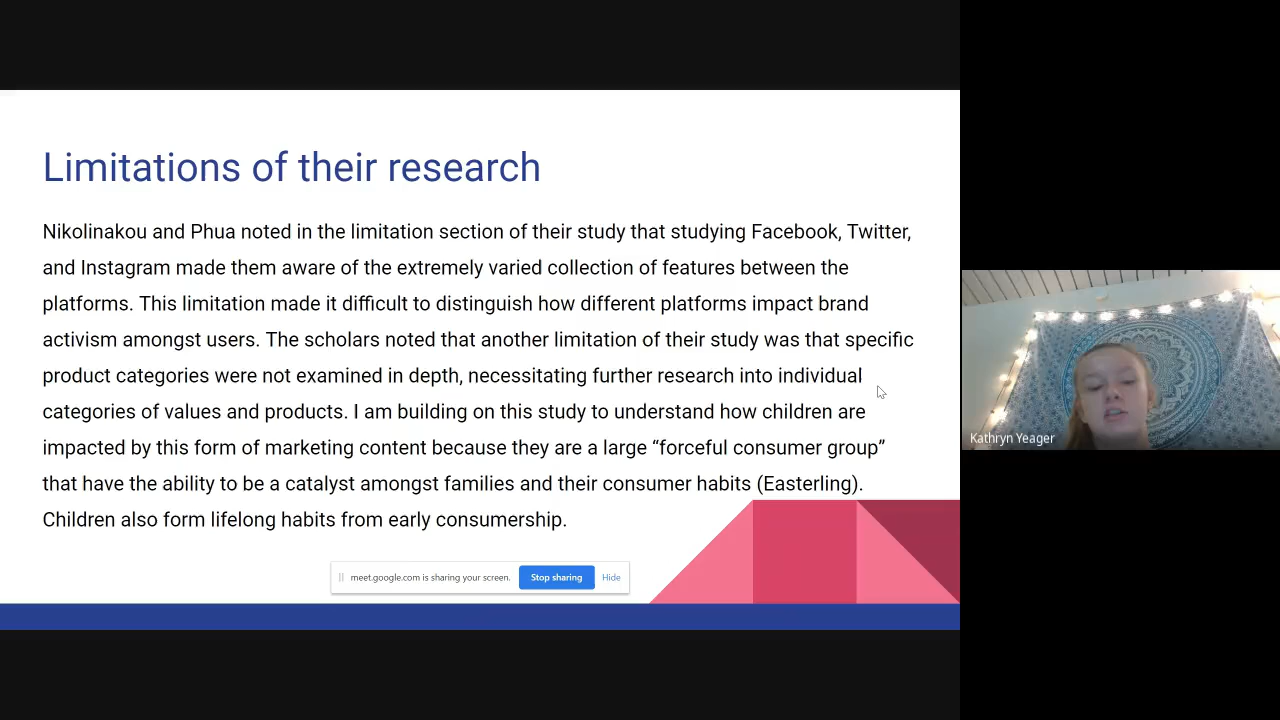 Limitations of their research
Nikolinakou and Phua noted in the limitation section of their study that studying Facebook, Twitter,
and Instagram made them aware of the extremely varied collection of features between the
platforms. This limitation made it difficult to distinguish how different platforms impact brand
activism amongst users. The scholars noted that another limitation of their study was that specific
product categories were not examined in depth, necessitating further research into individual
categories of values and products. I am building on this study to understand how children are
impacted by this form of marketing content because they are a large “forceful consumer group”
that have the ability to be a catalyst amongst families and their consumer habits (Easterling).
Children also form lifelong habits from early consumership.
meet.google.com is sharing your screen. Stop sharing Hide
Kathryn Yeager